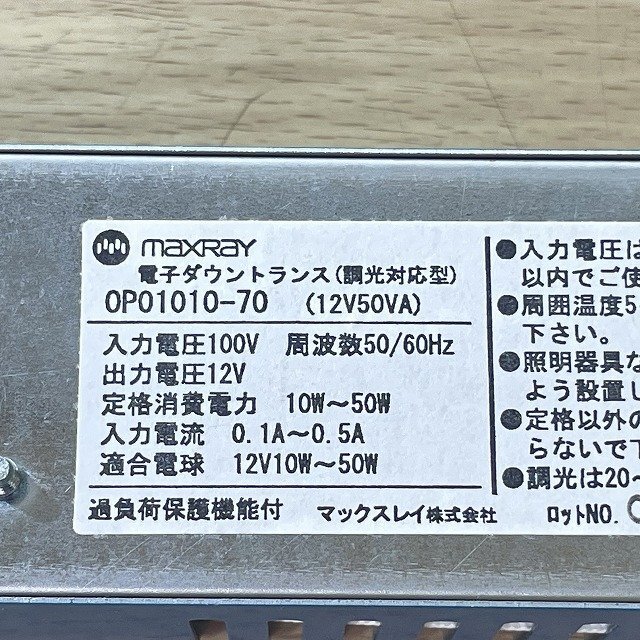 maxray
電子ダウントランス(調光対応型)
OP01010-70 (12V50VA)
入力電圧100V 周波数50/60Hz
出力電圧12V
定格消費電力 10W～50W
入力電流 0.1A～0.5A
適合電球 12V10W～50W
過負荷保護機能付 マックスレイ株式会社
●入力電圧は
以内でご使
●周囲温度5
下さい。
●照明器具な
よう設置し
●定格以外の
らないで下
●調光は20～
ロットNO.